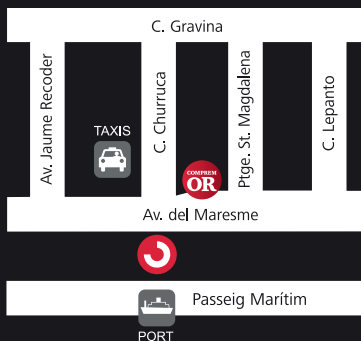 C. Gravina
Av. Jaume Recoder
TAXIS
C. Churruca
COMPREM
OR
Ptge. St. Magdalena
C. Lepanto
Av. del Maresme
Passeig Marítim
PORT